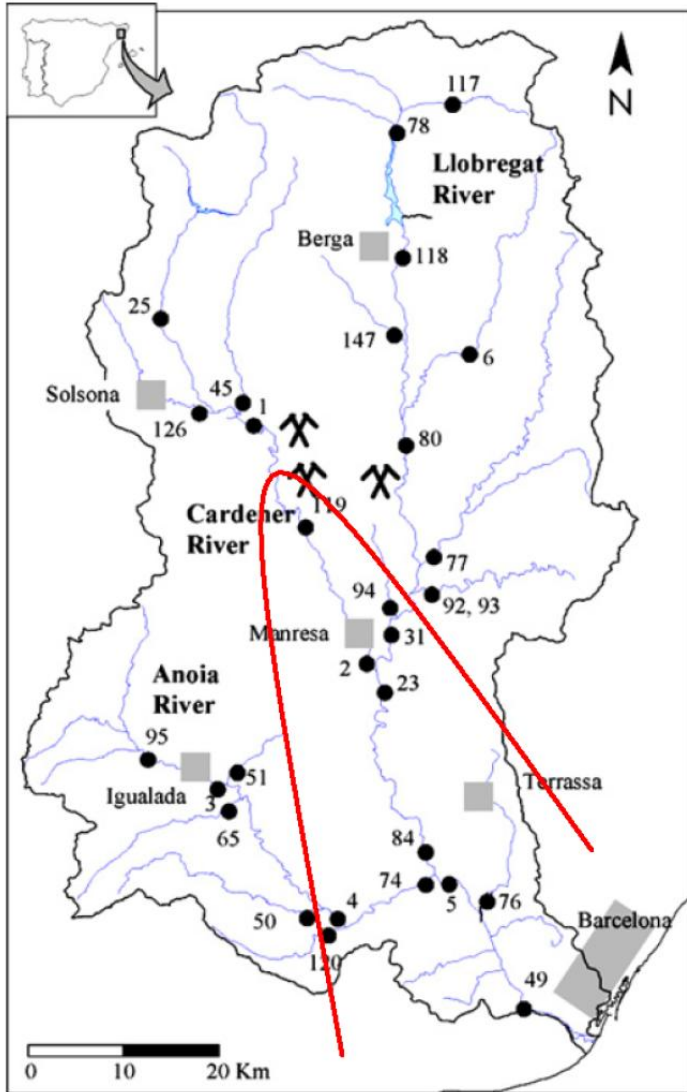 117
78
N
Llobregat
River
Berga
118
25
147
6
Solsona
45
1
126
80
119
Cardener
River
77
94
92, 93
Manresa
31
2
23
Anoia
River
95
51
Igualada
3
Terrassa
65
84
74
5
76
4
50
Barcelona
120
49
0 10 20 Km